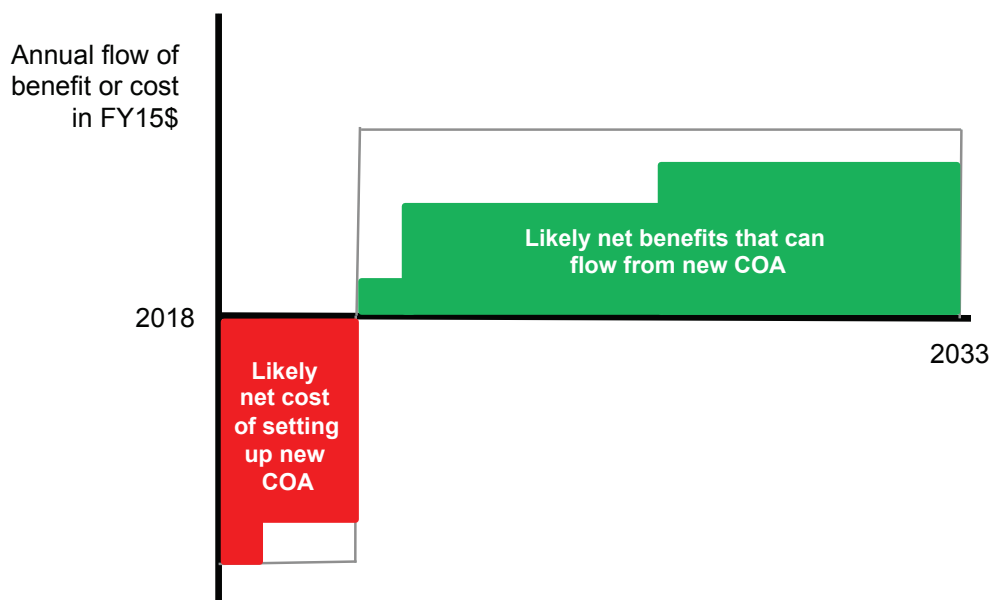 Annual flow of
benefit or cost
in FY15$
Likely net benefits that can
flow from new COA
2018
2033
Likely
net cost
of setting
up new
COA